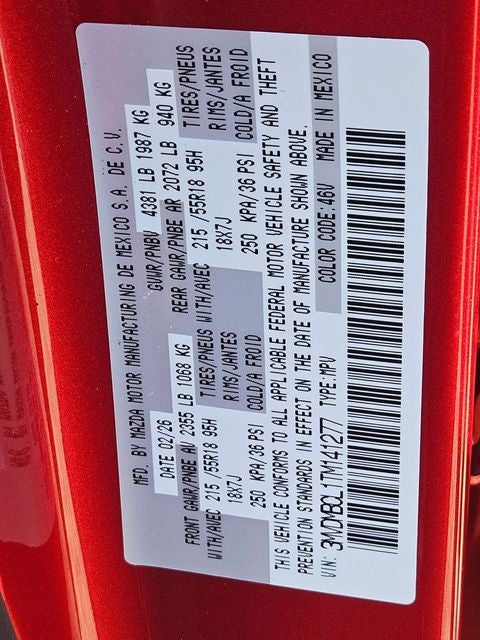 MFD. BY MAZDA MOTOR MANUFACTURING DE MEXICO S.A. DE C.V.
DATE 02/26 GVWR/PNBV 4381 LB 1987 KG
FRONT GAWR/PNBE AV 2355 LB 1068 KG REAR GAWR/PNBE AR 2072 LB 940 KG
TIRES/PNEUS TIRES/PNEUS
WITH/AVEC 215 /55R18 95H RIMS/JANTES WITH/AVEC 215 /55R18 95H RIMS/JANTES
18X7J COLD/A FROID 18X7J COLD/A FROID
250 KPA/36 PSI 250 KPA/36 PSI
THIS VEHICLE CONFORMS TO ALL APPLICABLE FEDERAL MOTOR VEHICLE SAFETY AND THEFT
PREVENTION STANDARDS IN EFFECT ON THE DATE OF MANUFACTURE SHOWN ABOVE.
VIN: 3MVDMBCL1TM141277 TYPE:MPV COLOR CODE:46V MADE IN MEXICO